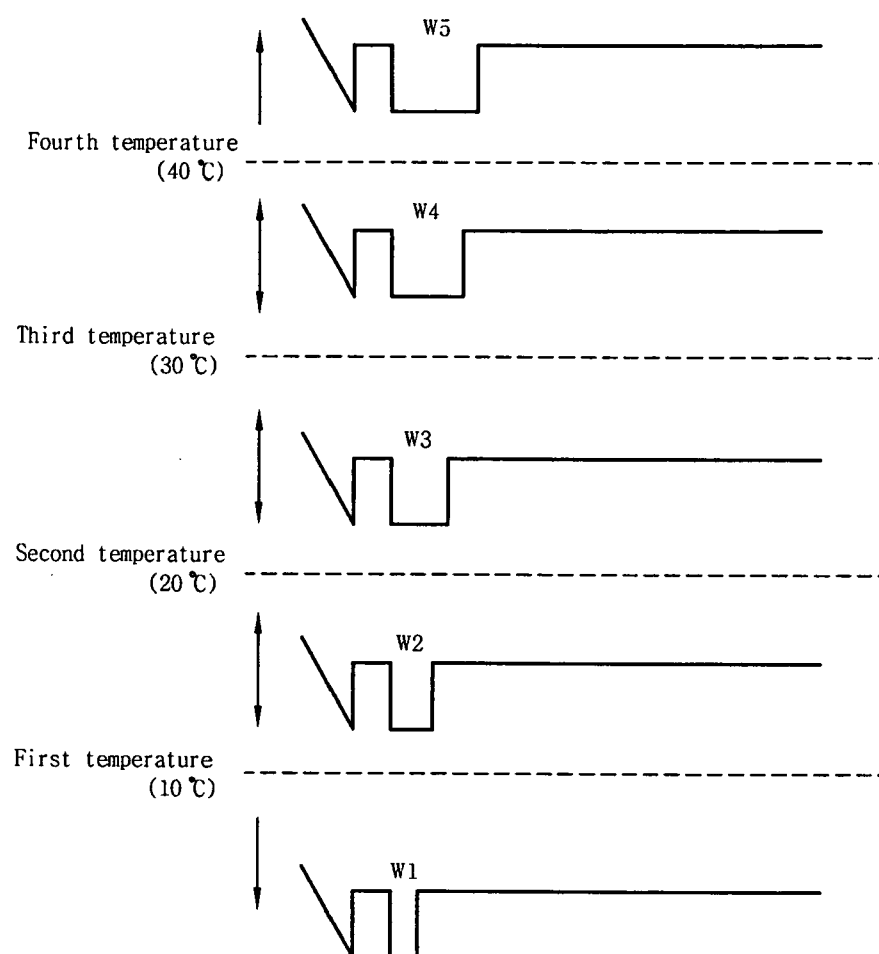 W5
Fourth temperature
(40℃)
W4
Third temperature
(30℃)
W3
Second temperature
(20℃)
W2
First temperature
(10℃)
W1